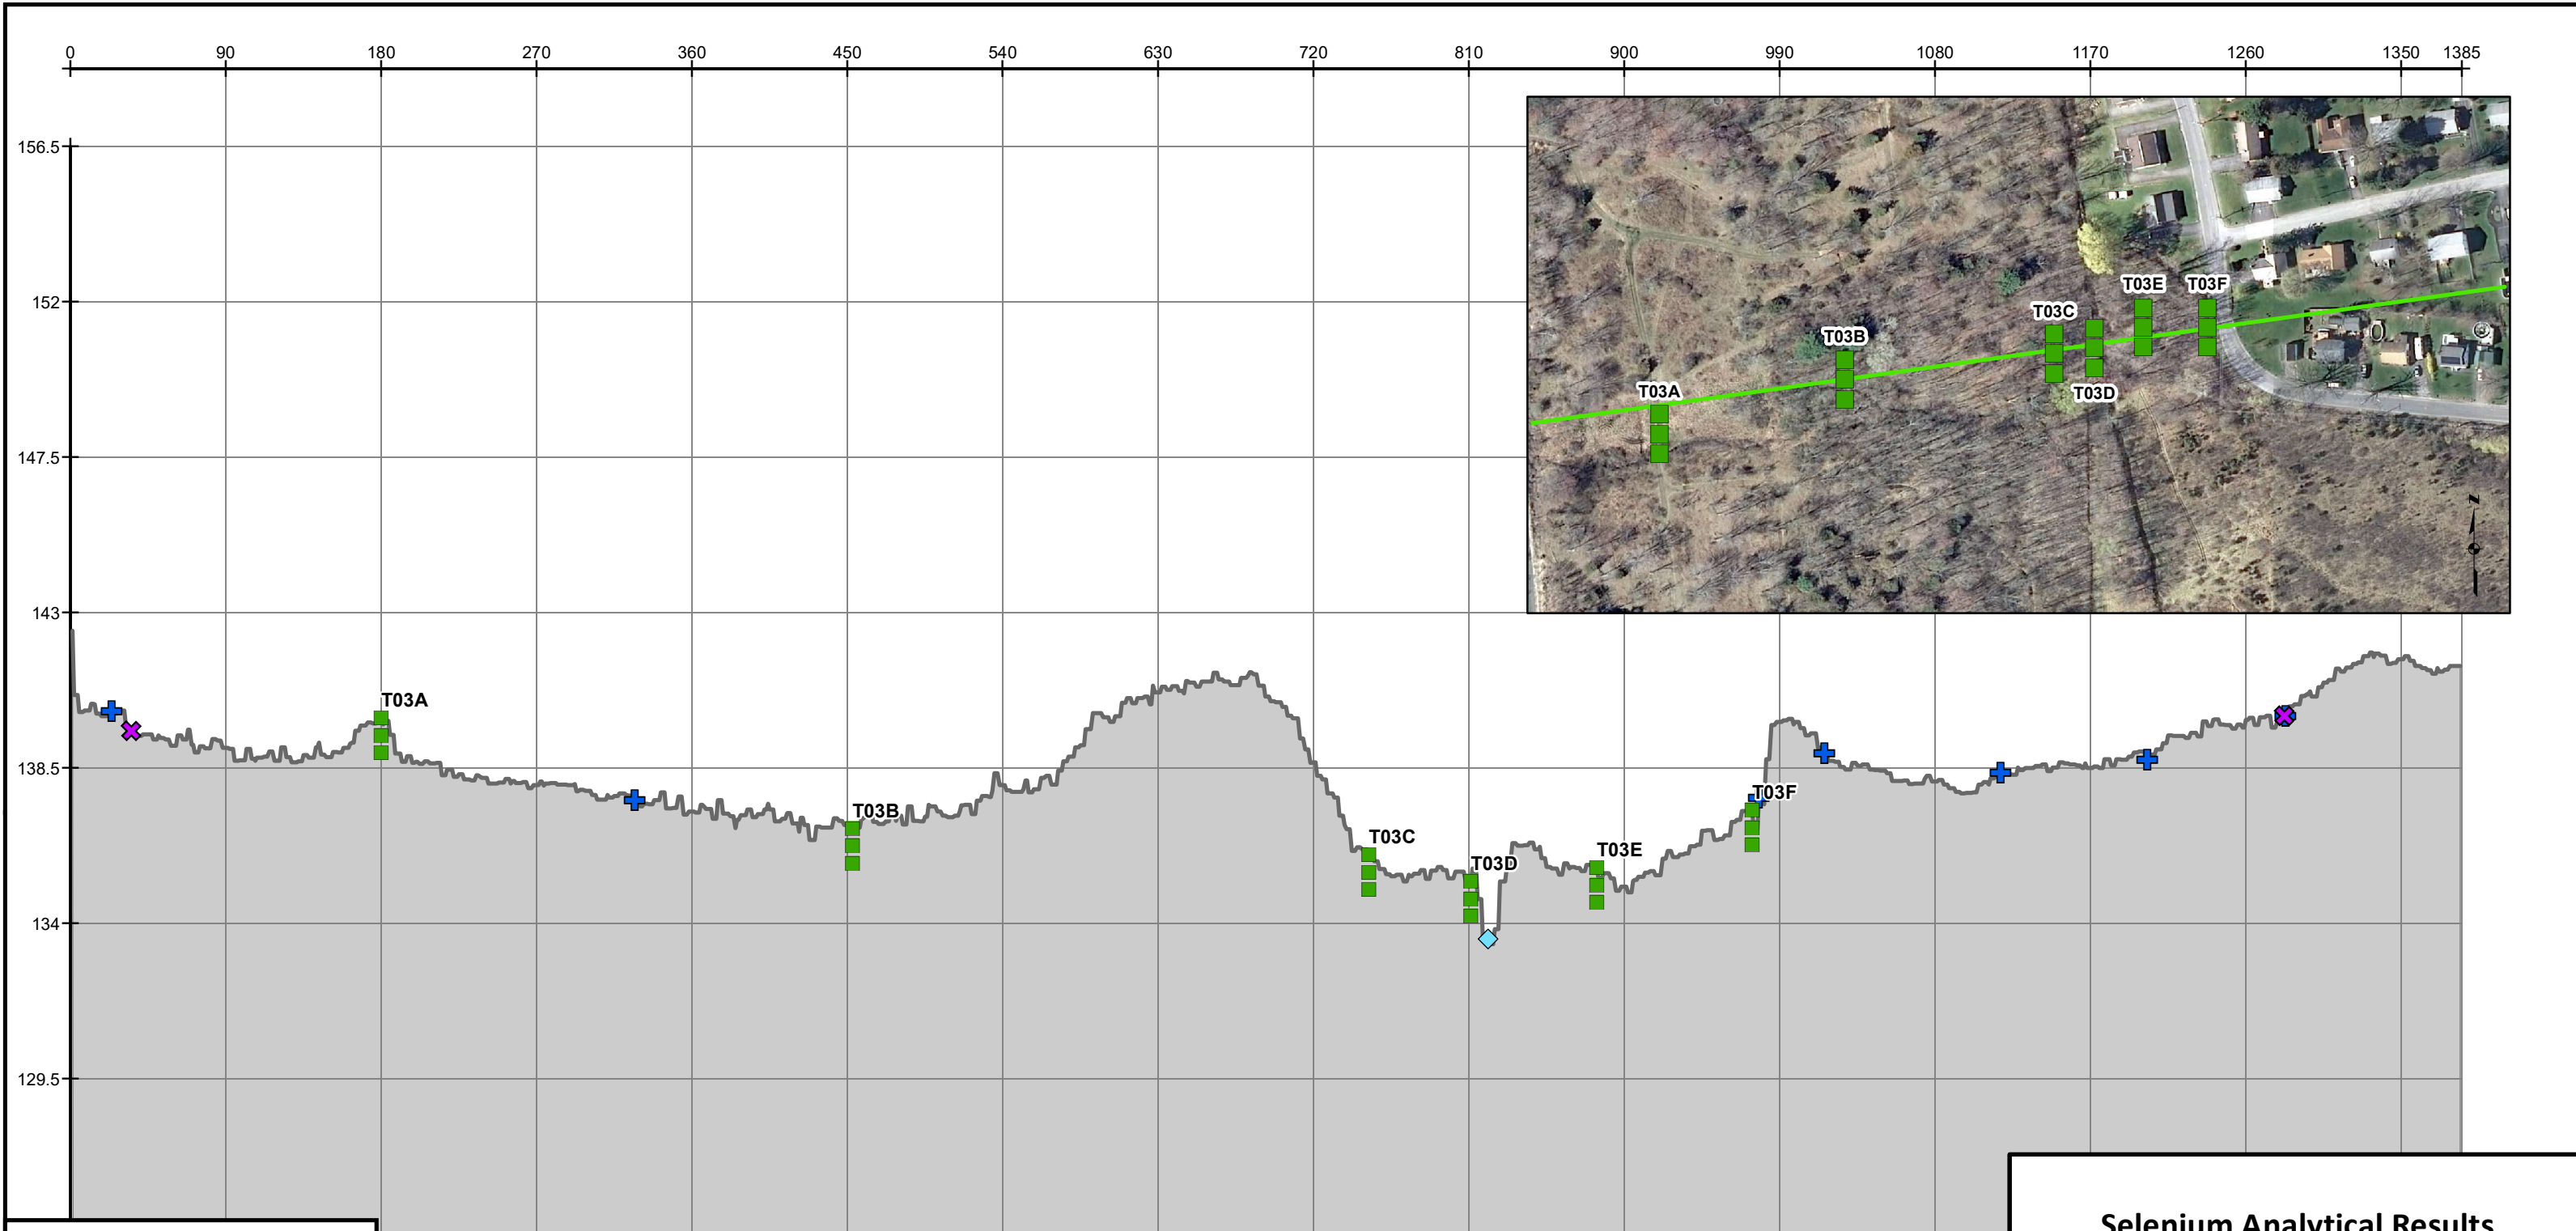 0 90 180 270 360 450 540 630 720 810 900 990 1080 1170 1260 1350 1385
156.5
152
147.5
143
138.5
134
129.5
T03A
T03B
T03C
T03D
T03E
T03F
N
T03A
T03B
T03C
T03D
T03E
T03F
Selenium Analytical Results